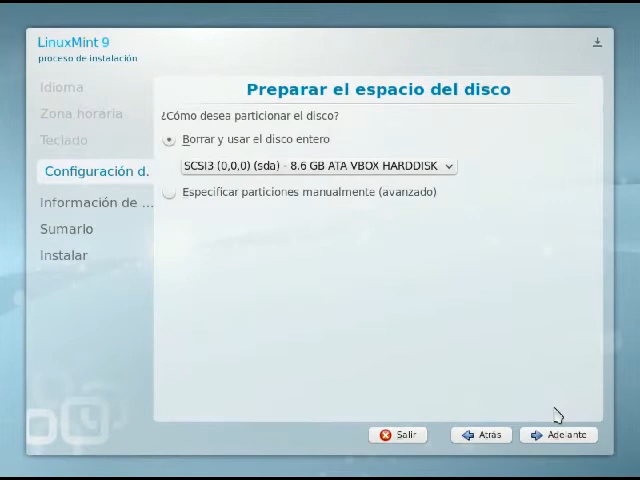 LinuxMint 9
proceso de instalación
Idioma
Zona horaria
Teclado
Configuración d.
Información de ...
Sumario
Instalar
Preparar el espacio del disco
¿Cómo desea particionar el disco?
Borrar y usar el disco entero
SCSI3 (0,0,0) (sda) - 8.6 GB ATA VBOX HARDDISK
Especificar particiones manualmente (avanzado)
Salir
Atrás
Adelante